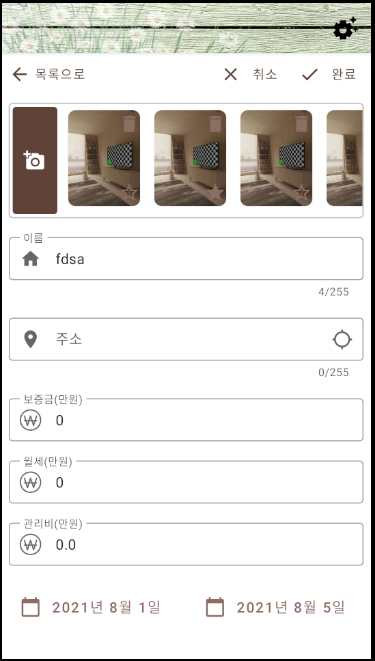 목록으로 취소 완료
이름
fdsa
4/255
주소
0/255
보증금(만원)
0
월세(만원)
0
관리비(만원)
0.0
2021년 8월 1일 2021년 8월 5일